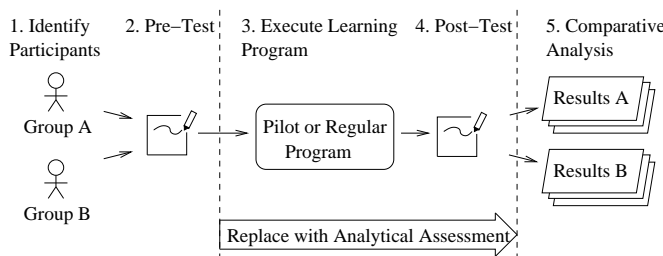 1. Identify
Participants
2. Pre−Test
3. Execute Learning
Program
4. Post−Test
5. Comparative
Analysis
Group A
Group B
Pilot or Regular
Program
Results A
Results B
Replace with Analytical Assessment